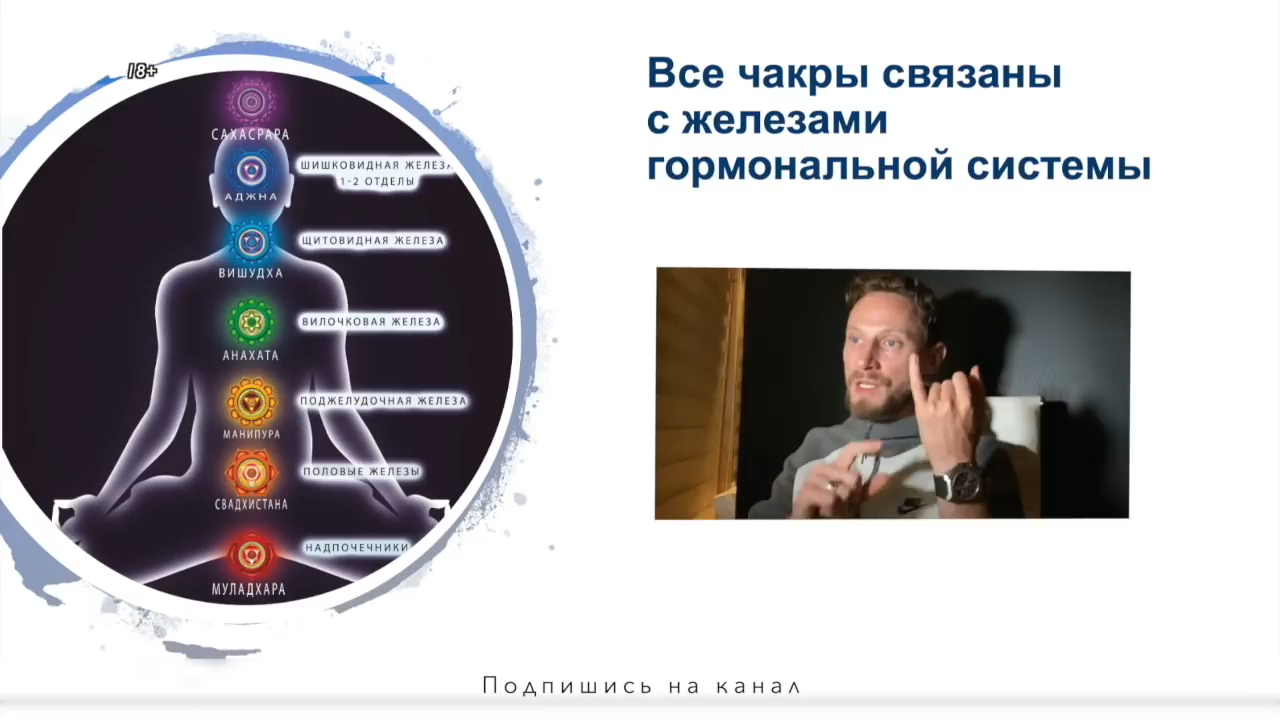 18+
Все чакры связаны
с железами
гормональной системы
САХАСРАРА
ШИШКОВИДНАЯ ЖЕЛЕЗА
1-2 ОТДЕЛЫ
АДЖНА
ЩИТОВИДНАЯ ЖЕЛЕЗА
ВИШУДХА
ВИЛОЧКОВАЯ ЖЕЛЕЗА
АНАХАТА
ПОДЖЕЛУДОЧНАЯ ЖЕЛЕЗА
МАНИПУРА
ПОЛОВЫЕ ЖЕЛЕЗЫ
СВАДХИСТАНА
НАДПОЧЕЧНИКИ
МУЛАДХАРА
Подпишись на канал